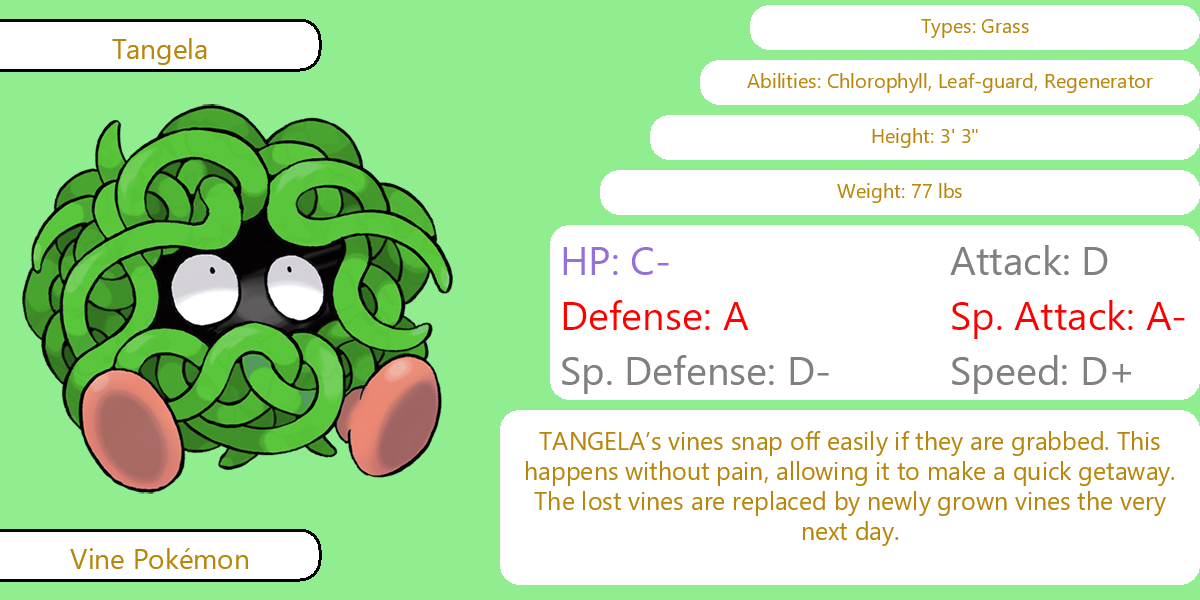 Tangela
Types: Grass
Abilities: Chlorophyll, Leaf-guard, Regenerator
Height: 3' 3"
Weight: 77 lbs
HP: C-
Attack: D
Defense: A
Sp. Attack: A-
Sp. Defense: D-
Speed: D+
TANGELA’s vines snap off easily if they are grabbed. This
happens without pain, allowing it to make a quick getaway.
The lost vines are replaced by newly grown vines the very
next day.
Vine Pokémon